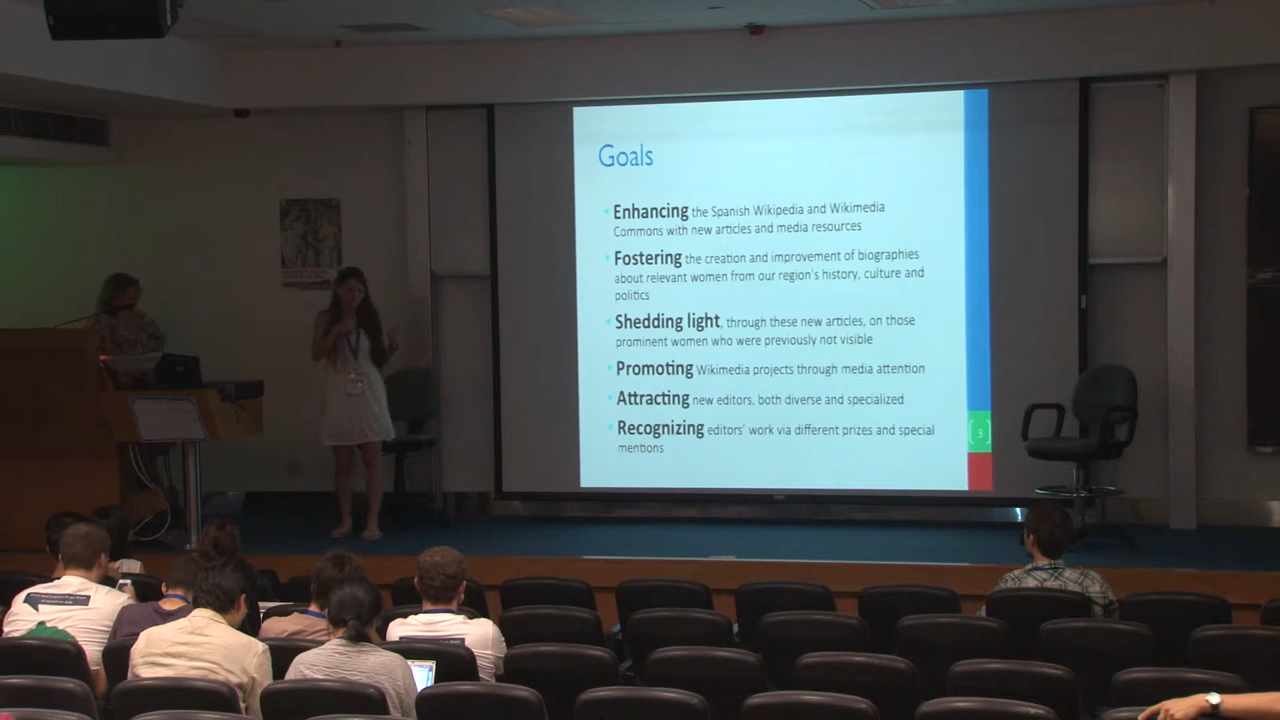 Goals
Enhancing the Spanish Wikipedia and Wikimedia
Commons with new articles and media resources
Fostering the creation and improvement of biographies
about relevant women from our region's history, culture and
politics
Shedding light, through these new articles, on those
prominent women who were previously not visible
Promoting Wikimedia projects through media attention
Attracting new editors, both diverse and specialized
Recognizing editors' work via different prizes and special
mentions
3